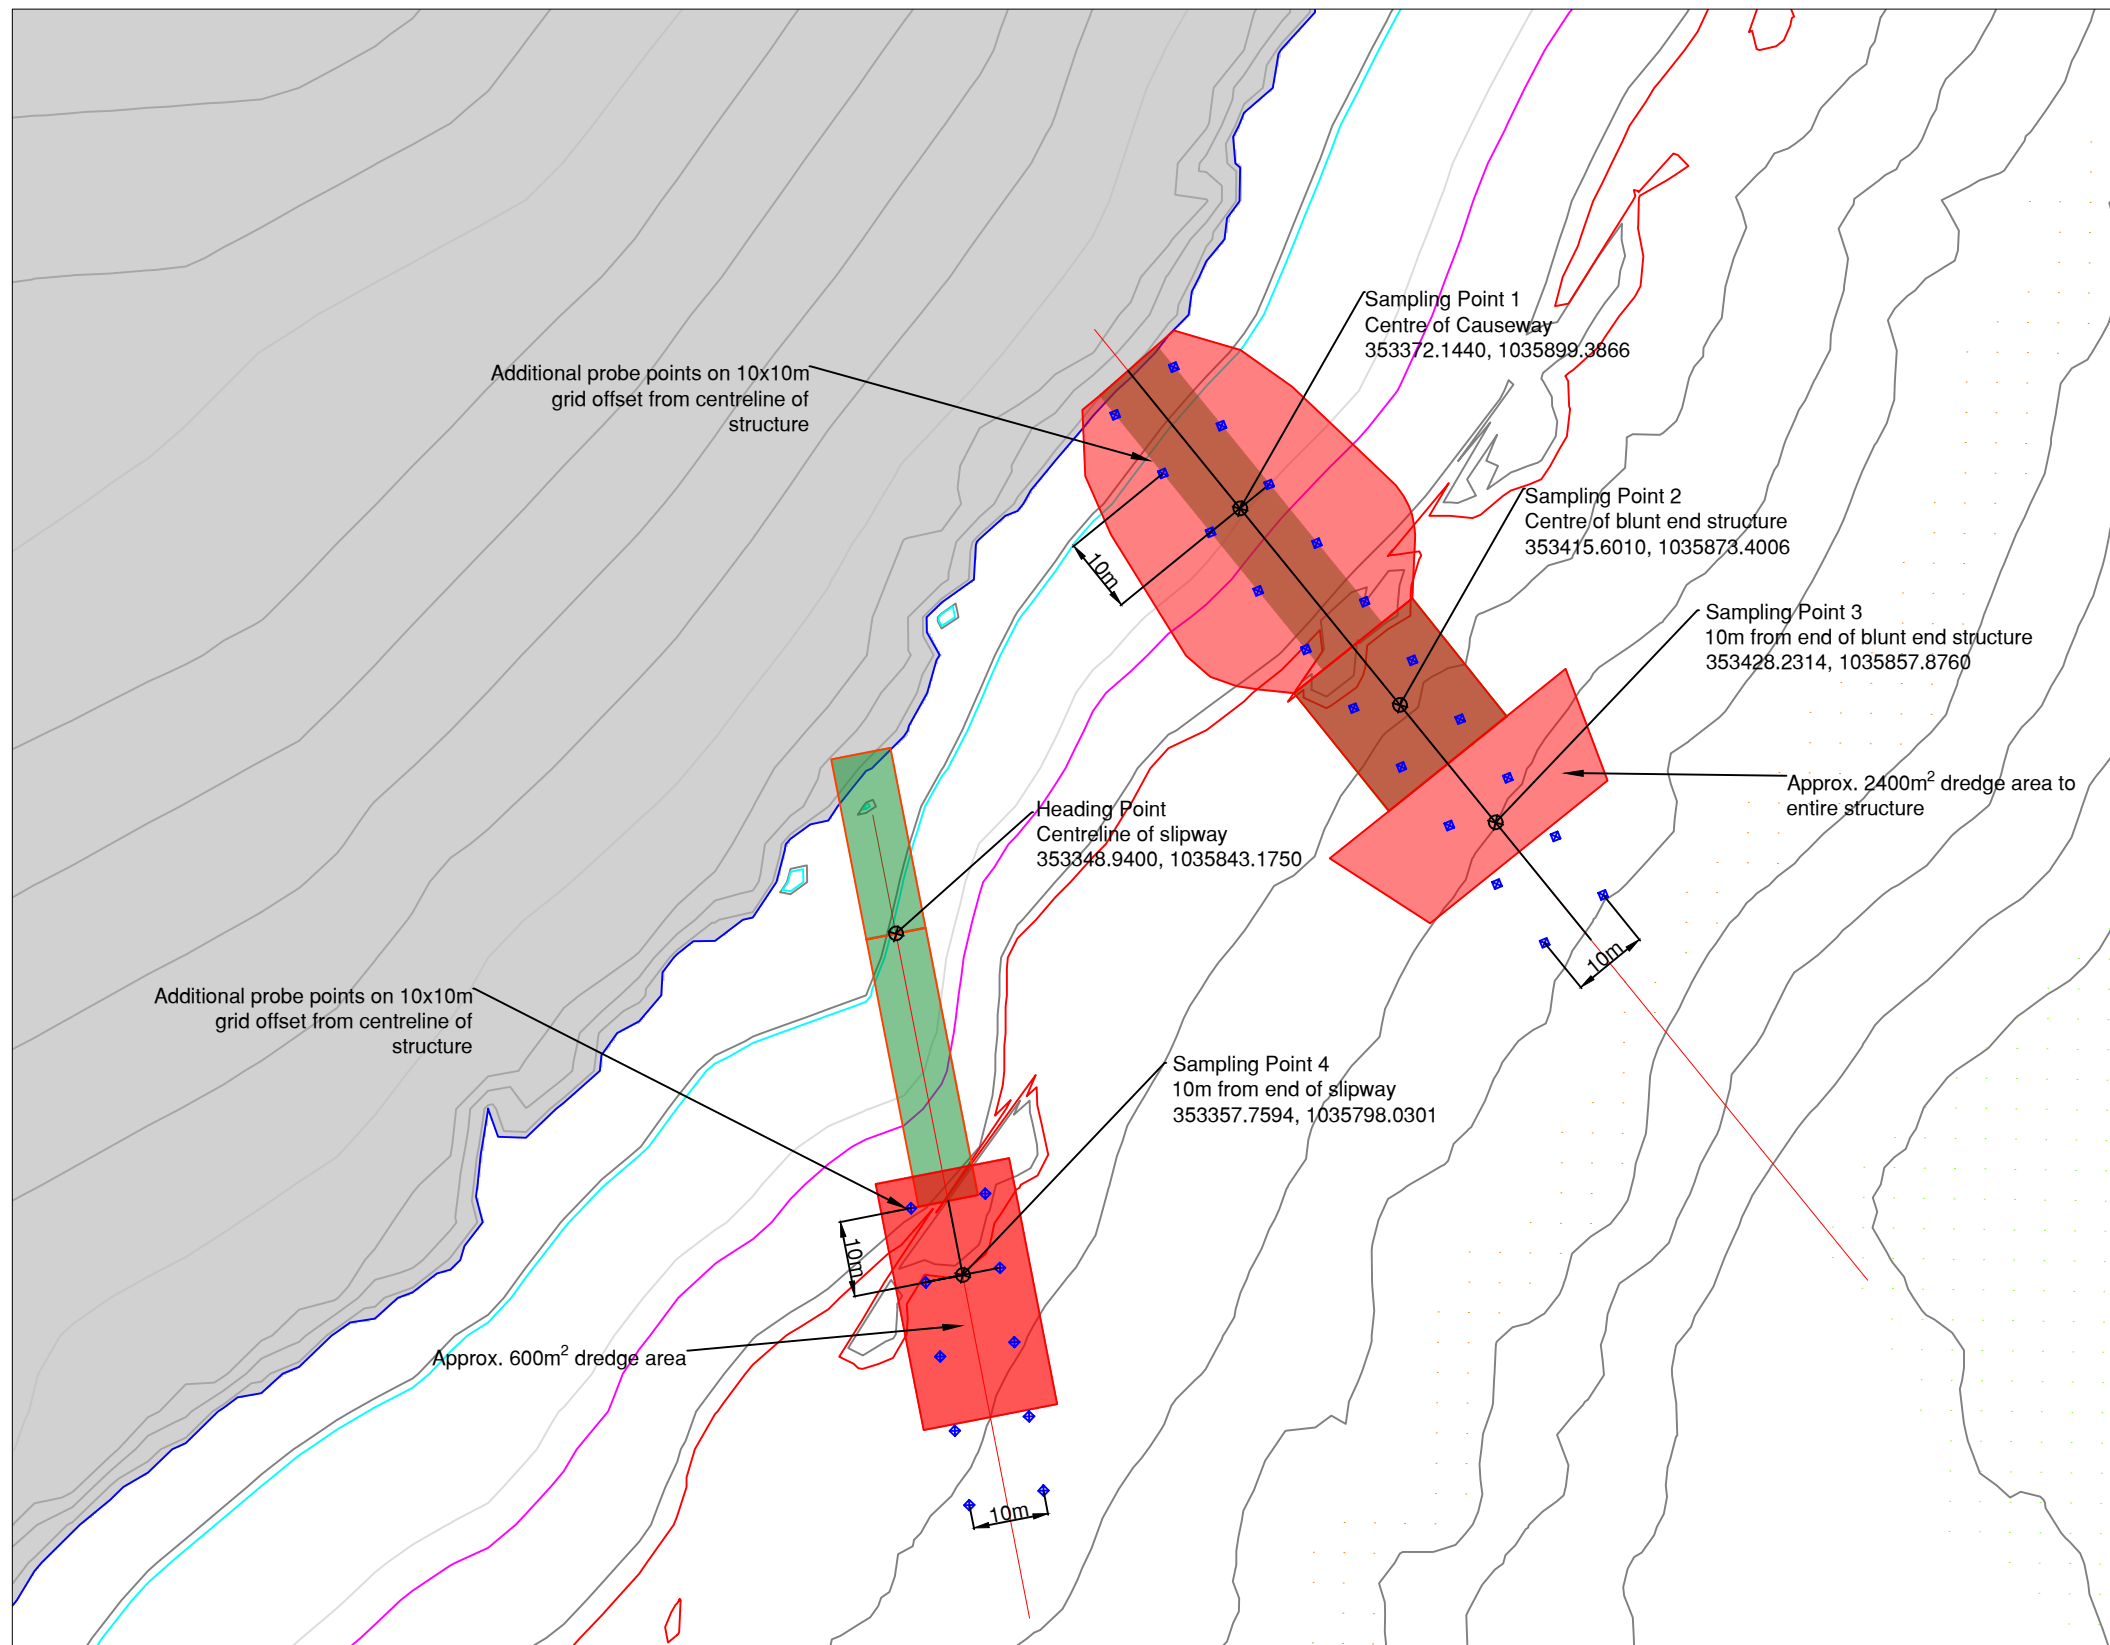 Sampling Point 1
Centre of Causeway
353372.1440, 1035899.3866
Additional probe points on 10x10m
grid offset from centreline of
structure
Sampling Point 2
Centre of blunt end structure
353415.6010, 1035873.4006
10m
Sampling Point 3
10m from end of blunt end structure
353428.2314, 1035857.8760
Approx. 2400m² dredge area to
entire structure
Heading Point
Centreline of slipway
353348.9400, 1035843.1750
10m
Additional probe points on 10x10m
grid offset from centreline of
structure
Sampling Point 4
10m from end of slipway
353357.7594, 1035798.0301
10m
Approx. 600m² dredge area
10m